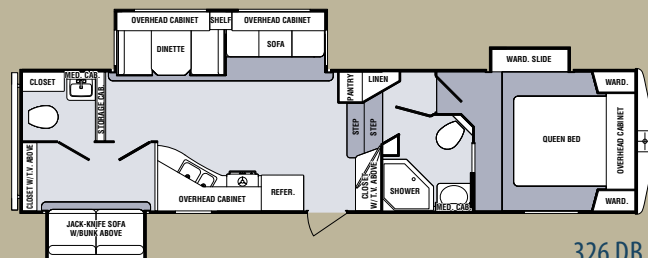 OVERHEAD CABINET
SHELF
OVERHEAD CABINET
DINETTE
SOFA
WARD. SLIDE
CLOSET
MED. CAB.
STORAGE CAB.
PANTRY
LINEN
WARD.
STEP
STEP
QUEEN BED
OVERHEAD CABINET
CLOSET W/T.V. ABOVE
OVERHEAD CABINET
REFER.
CLOSET
W/ T.V. ABOVE
SHOWER
MED. CAB.
WARD.
JACK-KNIFE SOFA
W/BUNK ABOVE
326 DB